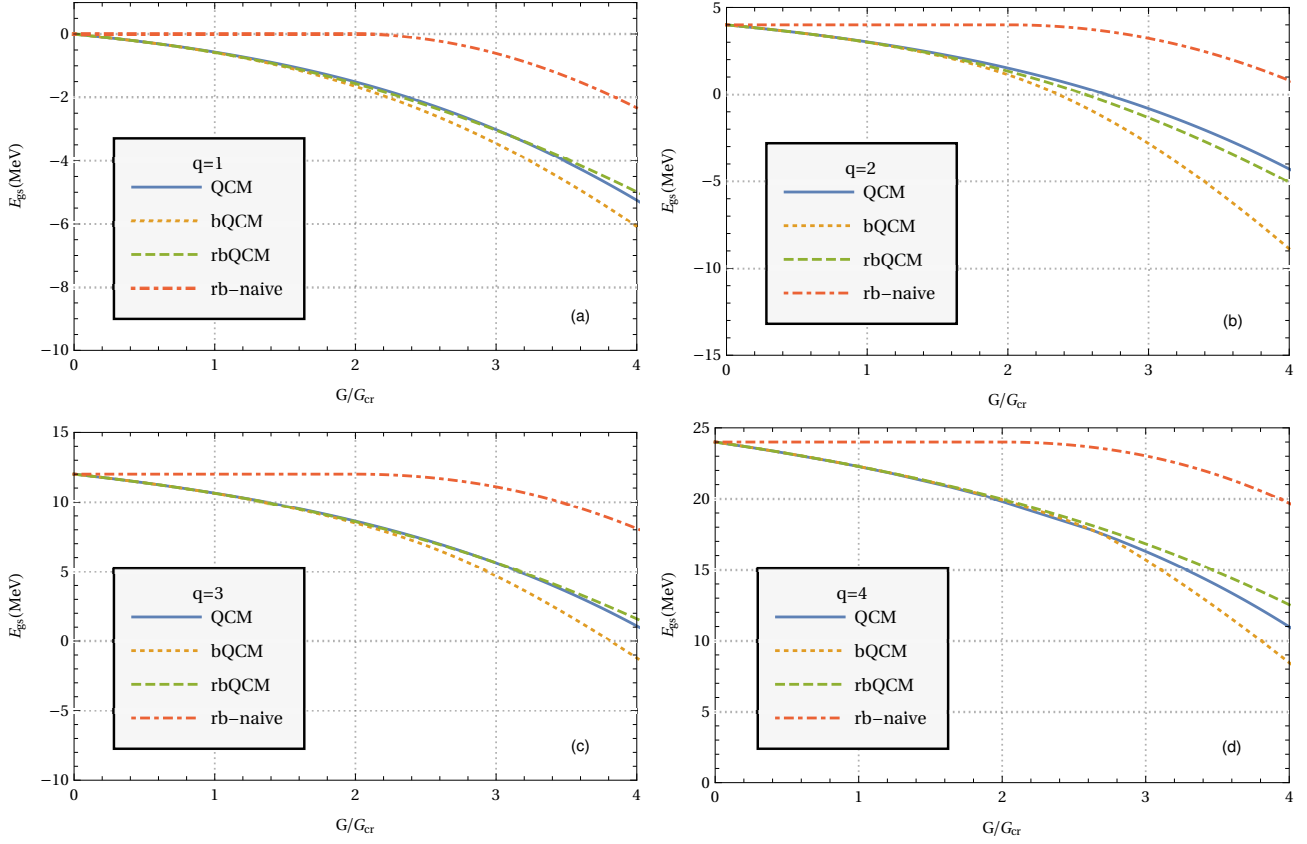 0
−2
−4
−6
−8
−10
E_gs(MeV)
q=1
QCM
bQCM
rbQCM
rb−naive
(a)
0 1 2 3 4
G/G_cr
5
0
−5
−10
−15
E_gs(MeV)
q=2
QCM
bQCM
rbQCM
rb−naive
(b)
0 1 2 3 4
G/G_cr
15
10
5
0
−5
−10
E_gs(MeV)
q=3
QCM
bQCM
rbQCM
rb−naive
(c)
0 1 2 3 4
G/G_cr
25
20
15
10
5
0
E_gs(MeV)
q=4
QCM
bQCM
rbQCM
rb−naive
(d)
0 1 2 3 4
G/G_cr